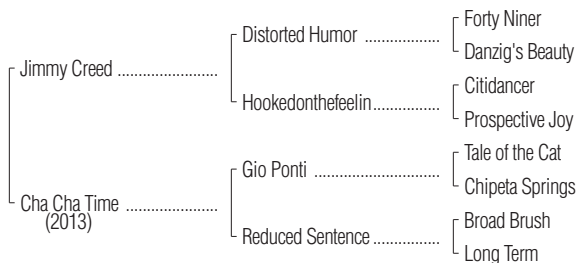 Forty Niner
Distorted Humor ..................
Danzig's Beauty
Jimmy Creed ........................
Citidancer
Hookedonthefeelin................
Prospective Joy
Tale of the Cat
Gio Ponti ..............................
Chipeta Springs
Cha Cha Time ......................
(2013)
Broad Brush
Reduced Sentence................
Long Term